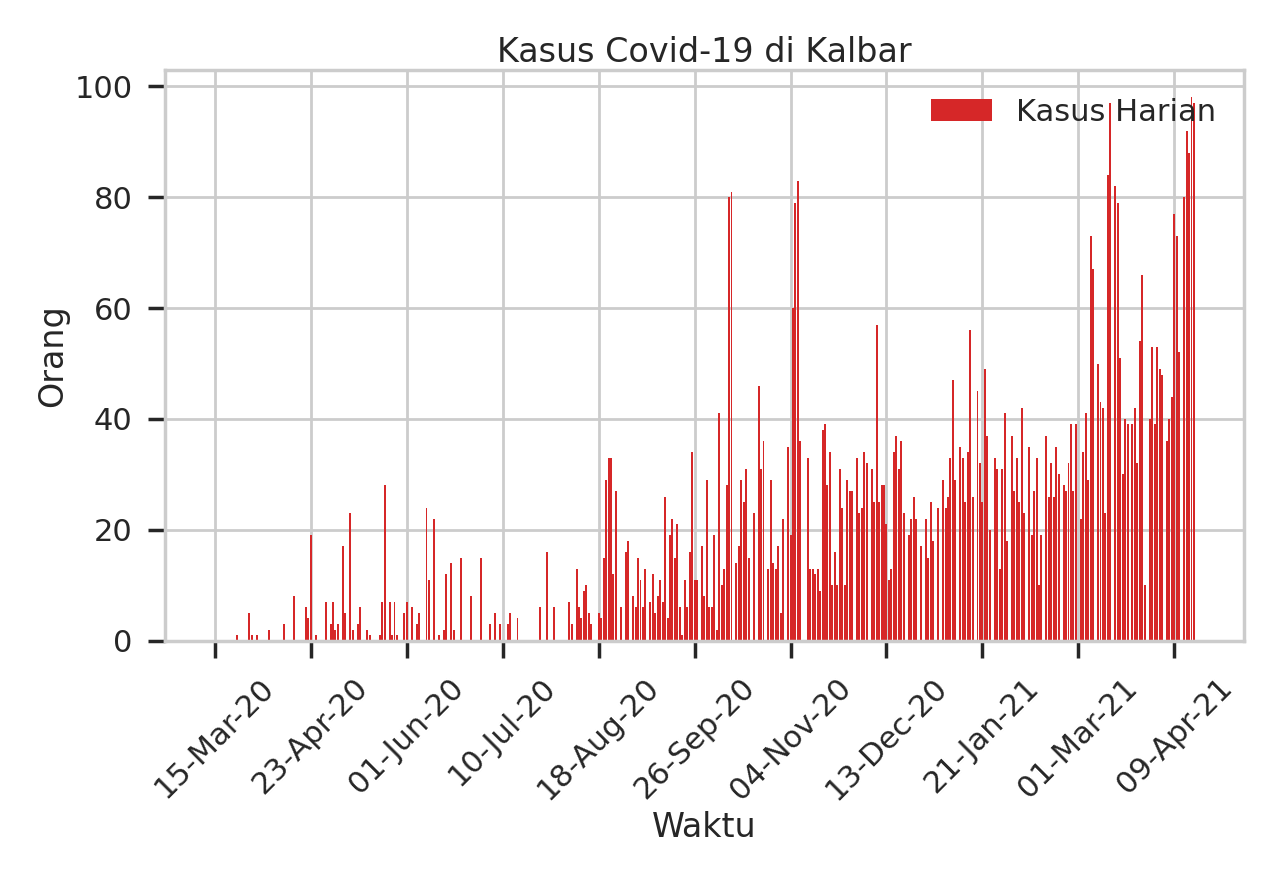 Kasus Covid-19 di Kalbar
100
80
60
40
20
0
Orang
Kasus Harian
15-Mar-20
23-Apr-20
01-Jun-20
10-Jul-20
18-Aug-20
26-Sep-20
04-Nov-20
13-Dec-20
21-Jan-21
01-Mar-21
09-Apr-21
Waktu